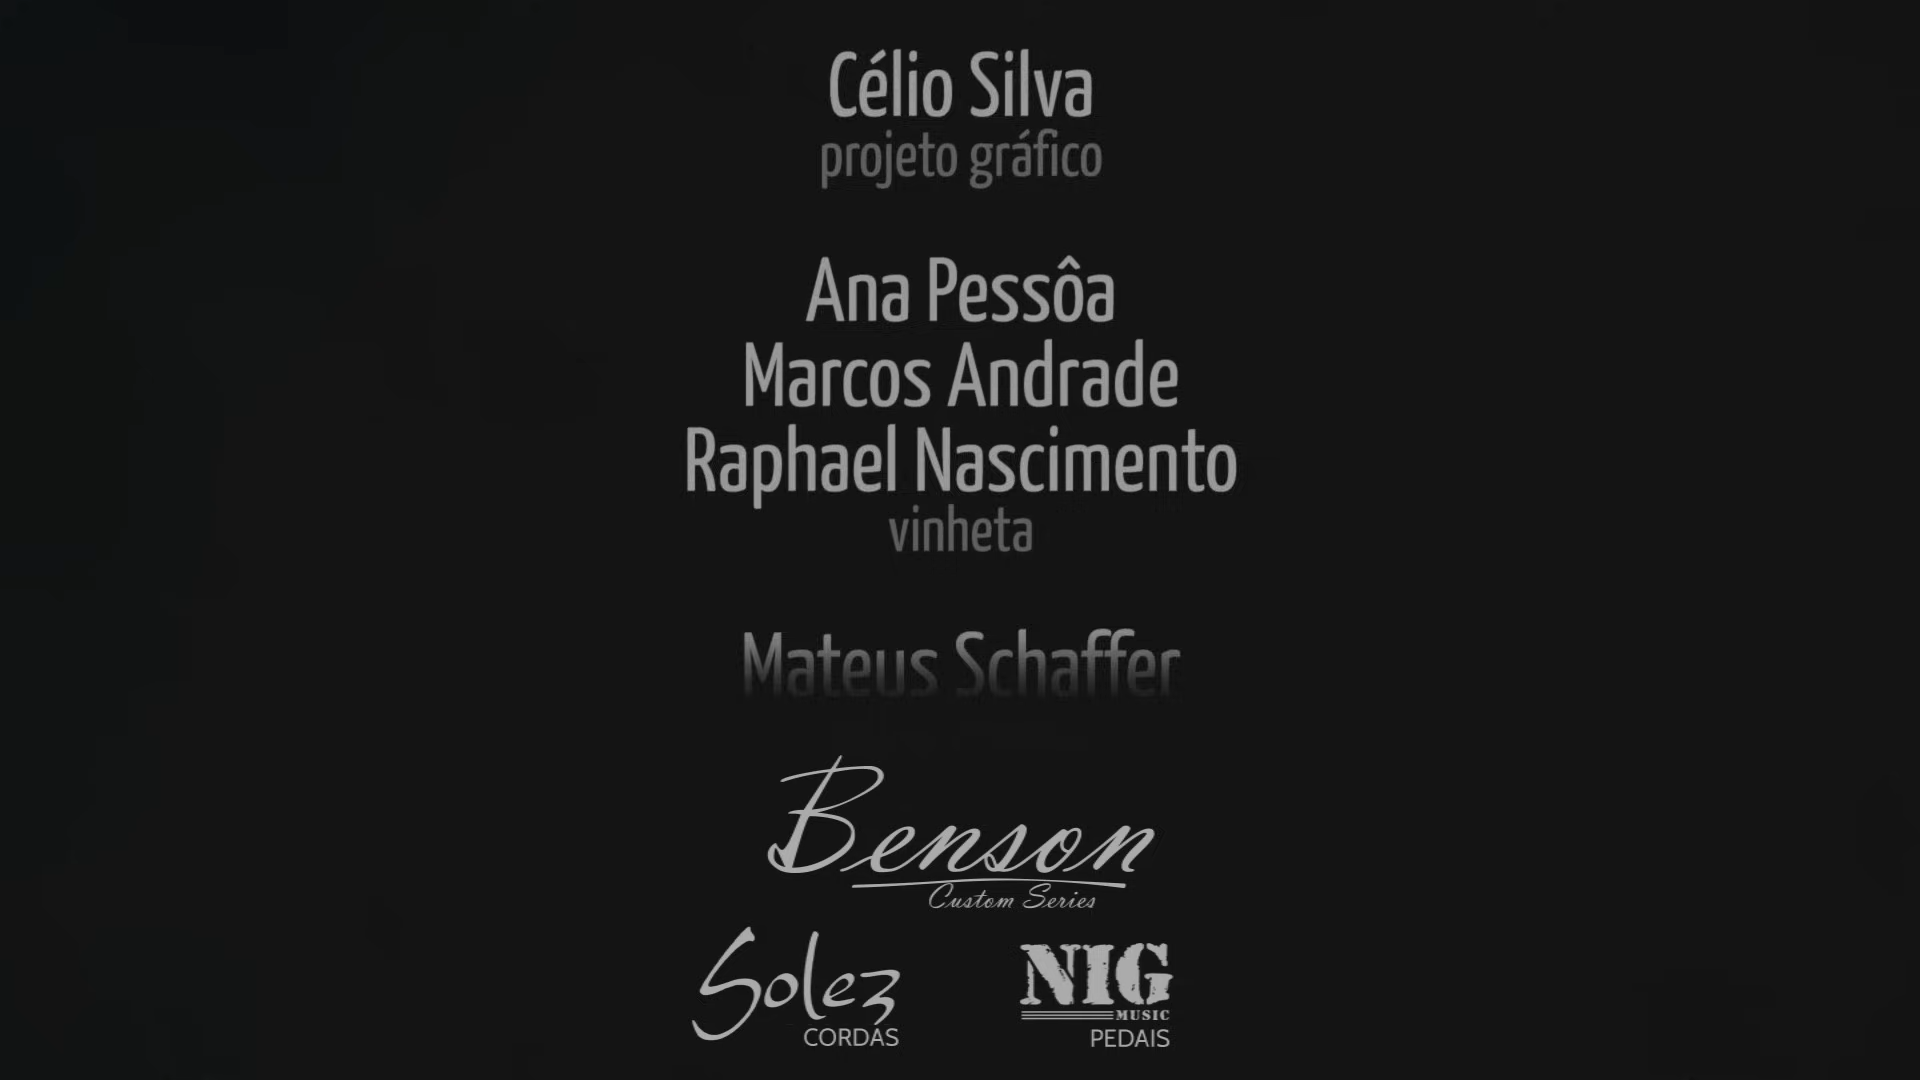 Célio Silva
projeto gráfico
Ana Pessôa
Marcos Andrade
Raphael Nascimento
vinheta
Mateus Schaffer
Benson
Custom Series
Solez
CORDAS
NIG
MUSIC
PEDAIS